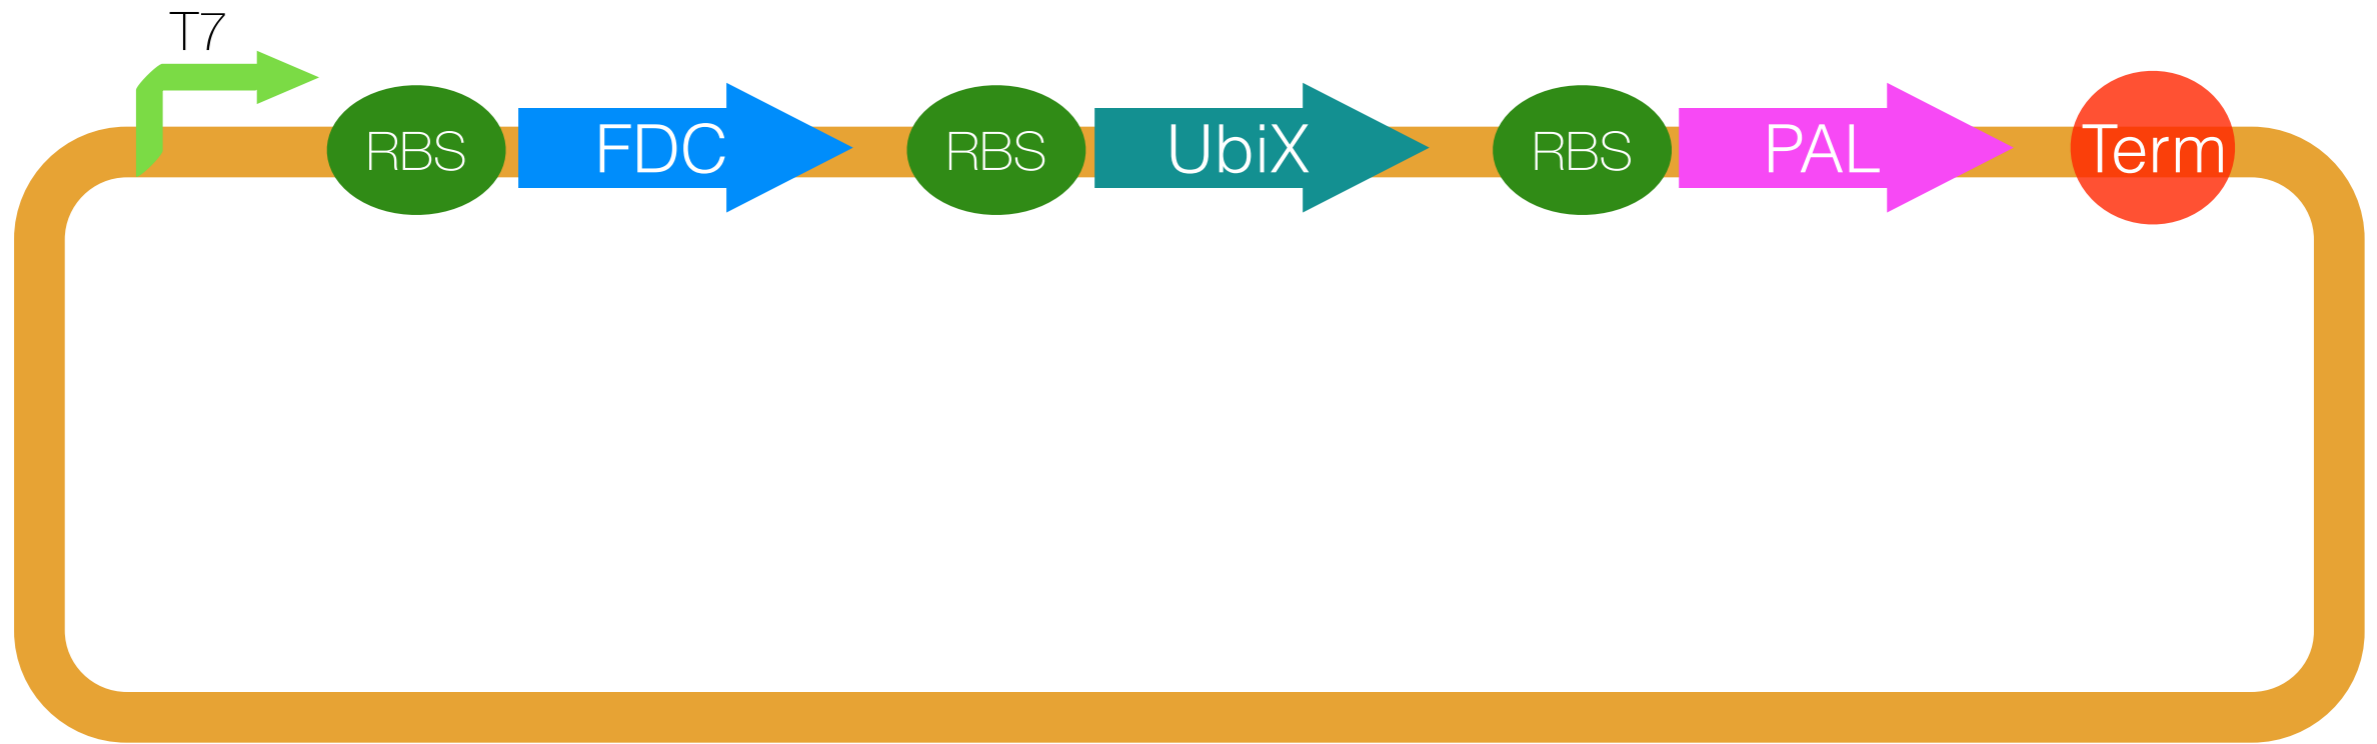 T7
RBS
FDC
RBS
UbiX
RBS
PAL
Term